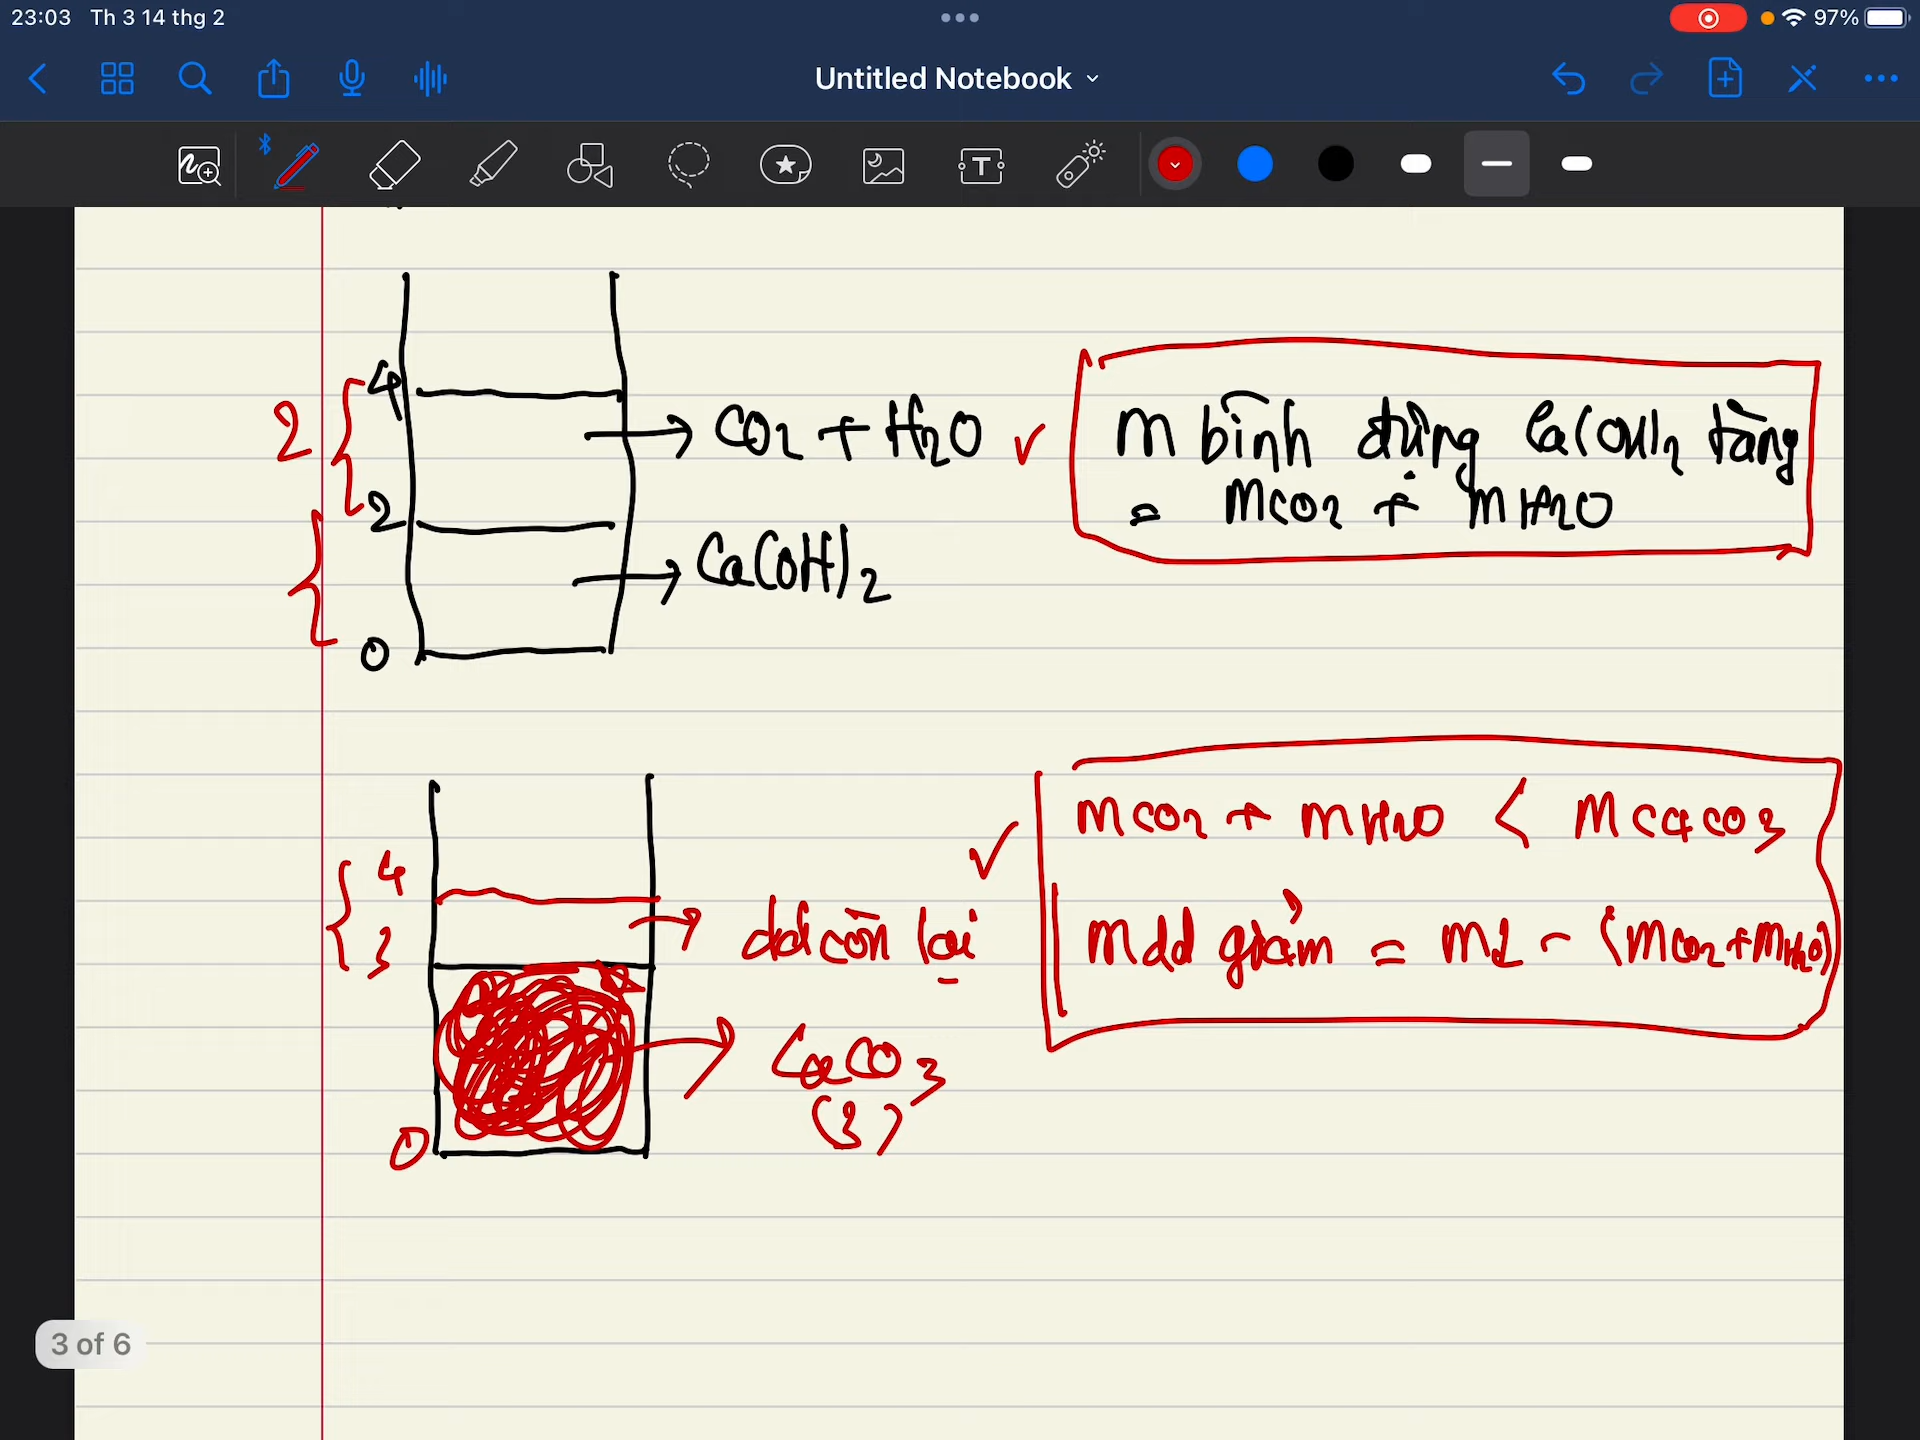 23:03 Th 3 14 thg 2
97%
Untitled Notebook
T
4
2
CO2 + H2O
m bình đựng Ca(OH)2 tăng
= mCO2 + mH2O
2
Ca(OH)2
0
mCO2 + mH2O < mCaCO3
4
3
dd còn lại
mdd giảm = m↓ - (mCO2 + mH2O)
CaCO3
(3)
0
3 of 6